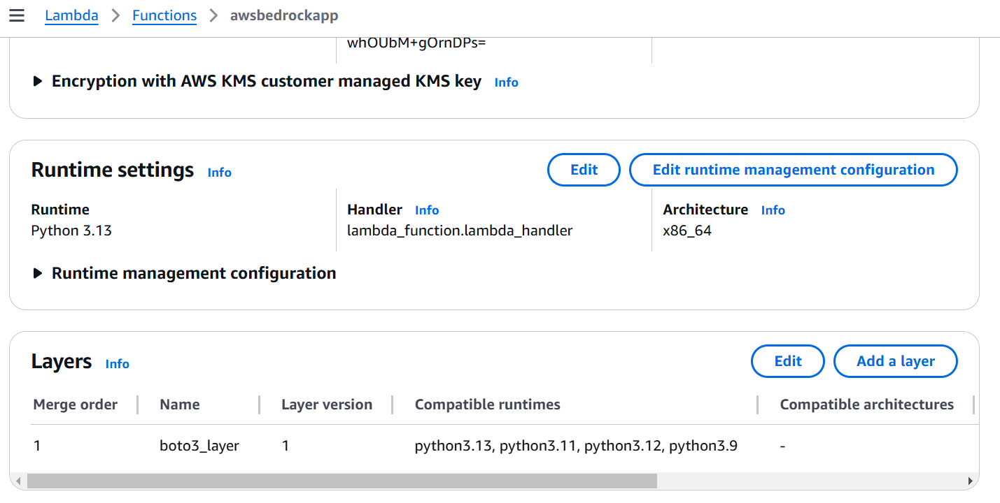 Lambda > Functions > awsbedrockapp
whOUbM+gOrnDPs=
Encryption with AWS KMS customer managed KMS key Info
Runtime settings Info Edit Edit runtime management configuration
Runtime Handler Info Architecture Info
Python 3.13 lambda_function.lambda_handler x86_64
Runtime management configuration
Layers Info Edit Add a layer
Merge order Name Layer version Compatible runtimes Compatible architectures
1 boto3_layer 1 python3.13, python3.11, python3.12, python3.9 -